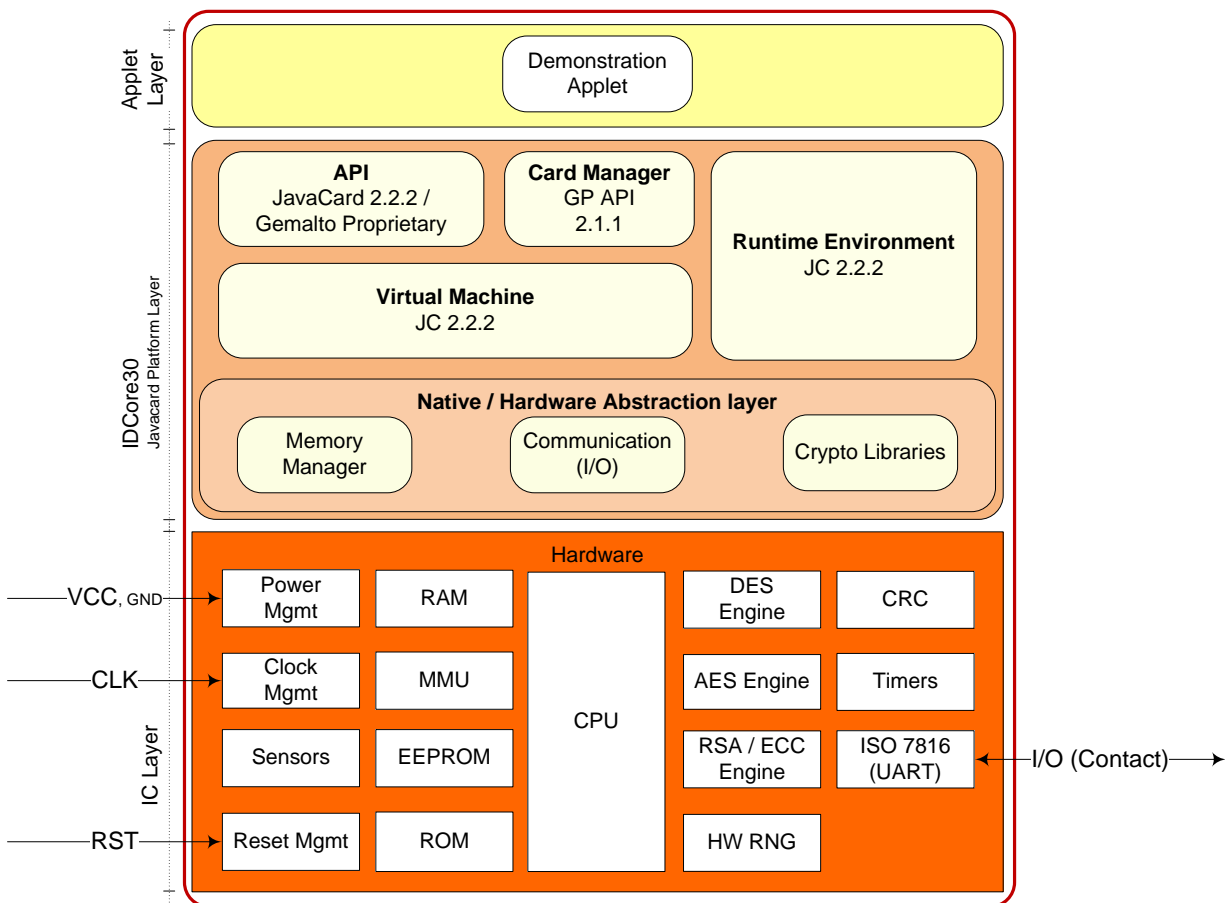 Applet
Layer
Demonstration
Applet
IDCore30
Javacard Platform Layer
API
JavaCard 2.2.2 /
Gemalto Proprietary
Card Manager
GP API
2.1.1
Runtime Environment
JC 2.2.2
Virtual Machine
JC 2.2.2
Native / Hardware Abstraction layer
Memory
Manager
Communication
(I/O)
Crypto Libraries
IC Layer
Hardware
VCC, GND
Power
Mgmt
RAM
CPU
DES
Engine
CRC
CLK
Clock
Mgmt
MMU
AES Engine
Timers
Sensors
EEPROM
RSA / ECC
Engine
ISO 7816
(UART)
I/O (Contact)
RST
Reset Mgmt
ROM
HW RNG